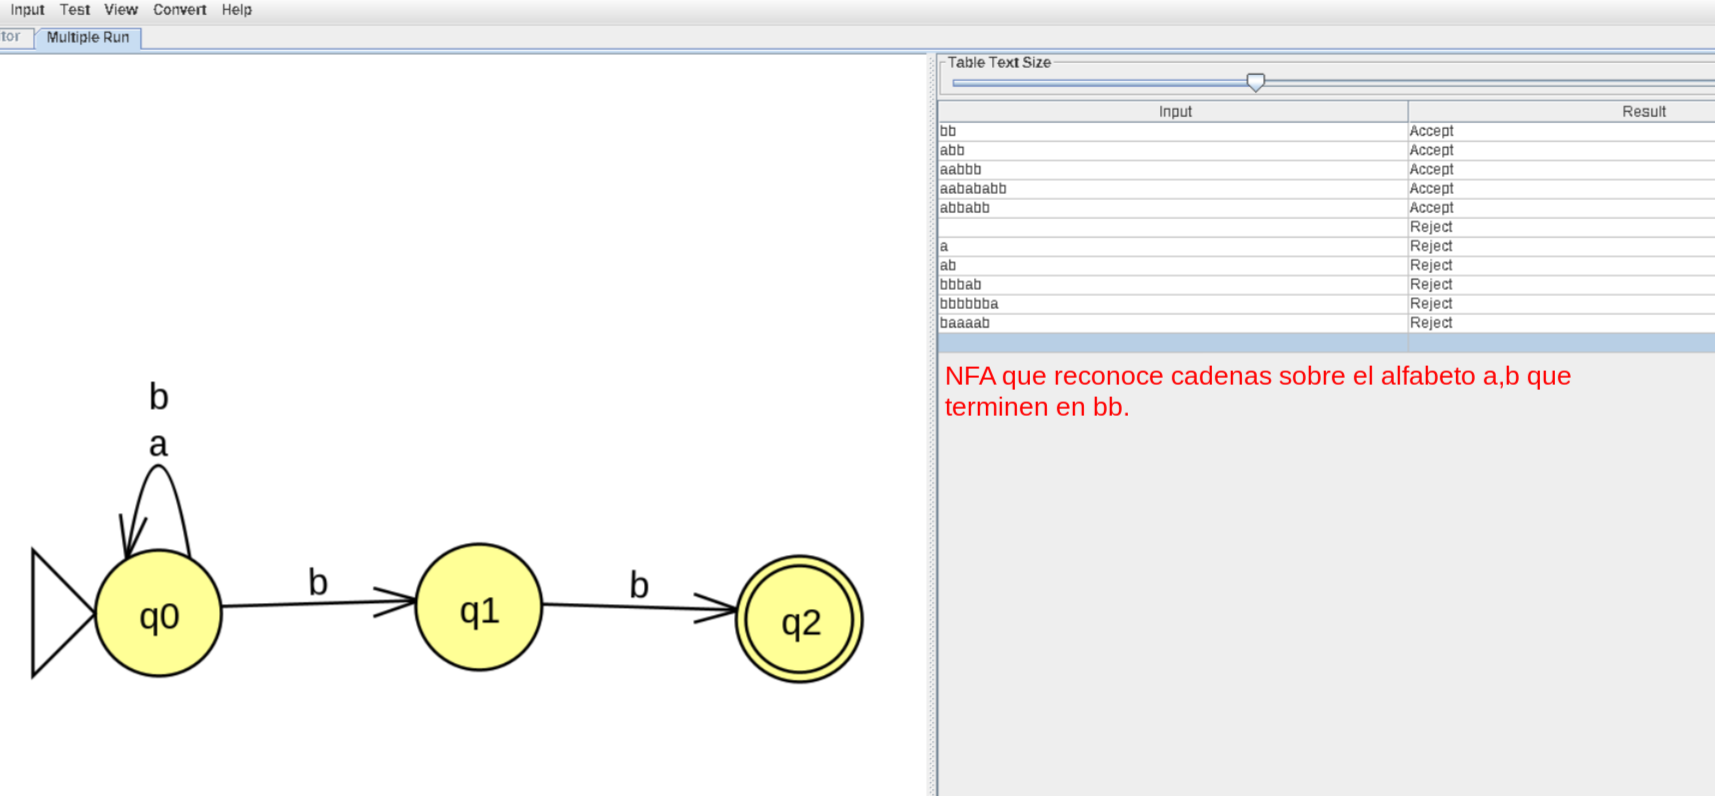 Input Test View Convert Help
tor Multiple Run
Table Text Size
Input Result
bb Accept
abb Accept
aabbb Accept
aabababb Accept
abbabb Accept
Reject
a Reject
ab Reject
bbbab Reject
bbbbbba Reject
baaaab Reject
NFA que reconoce cadenas sobre el alfabeto a,b que
terminen en bb.
b
a
b b
q0 q1 q2